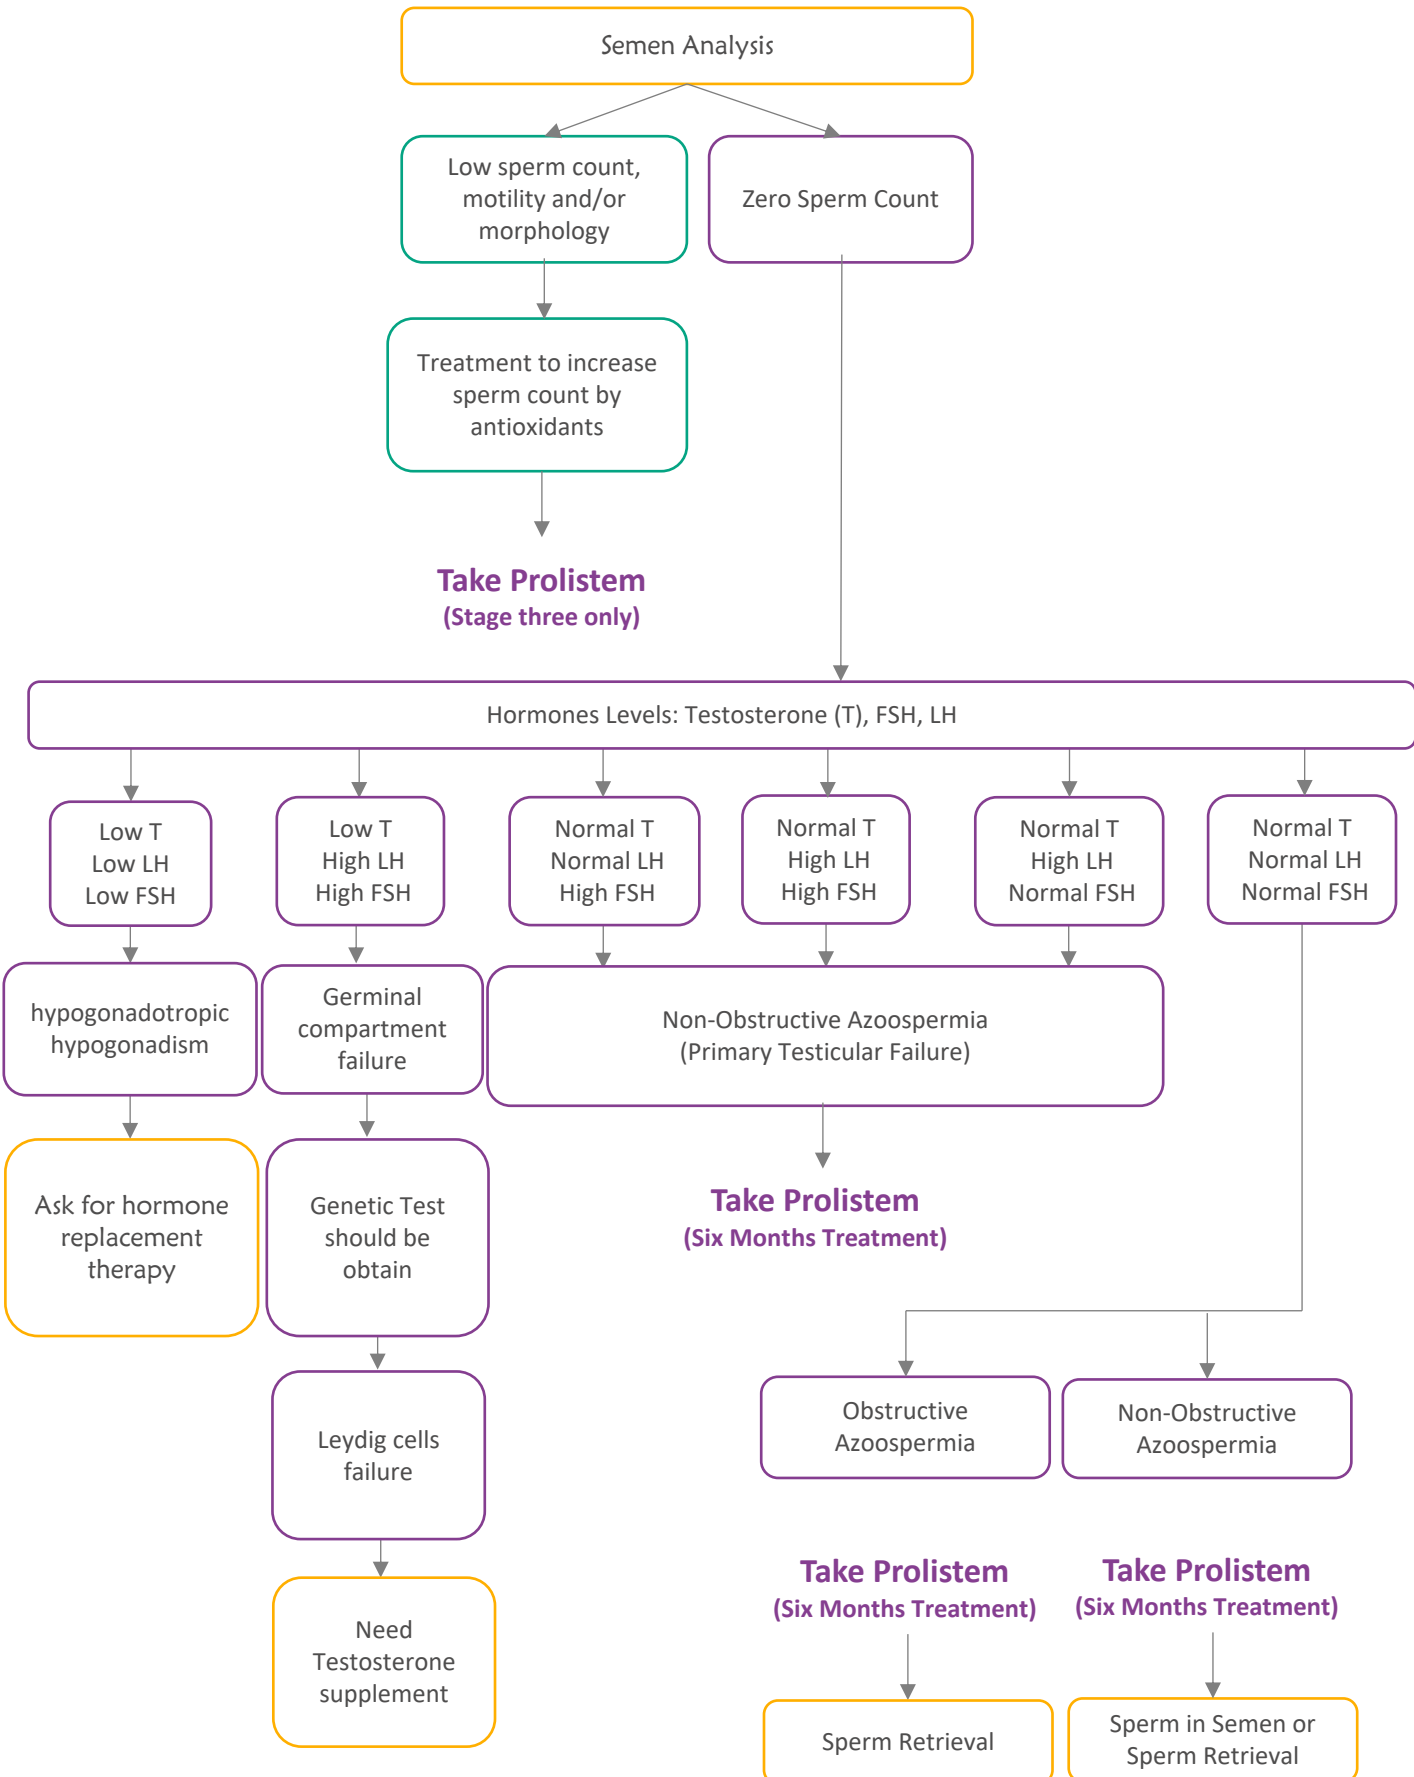 Semen Analysis
Low sperm count,
motility and/or
morphology
Zero Sperm Count
Treatment to increase
sperm count by
antioxidants
Take Prolistem
(Stage three only)
Hormones Levels: Testosterone (T), FSH, LH
Low T
Low LH
Low FSH
Low T
High LH
High FSH
Normal T
Normal LH
High FSH
Normal T
High LH
High FSH
Normal T
High LH
Normal FSH
Normal T
Normal LH
Normal FSH
hypogonadotropic
hypogonadism
Germinal
compartment
failure
Non-Obstructive Azoospermia
(Primary Testicular Failure)
Ask for hormone
replacement
therapy
Genetic Test
should be
obtain
Take Prolistem
(Six Months Treatment)
Leydig cells
failure
Obstructive
Azoospermia
Non-Obstructive
Azoospermia
Need
Testosterone
supplement
Take Prolistem
(Six Months Treatment)
Take Prolistem
(Six Months Treatment)
Sperm Retrieval
Sperm in Semen or
Sperm Retrieval